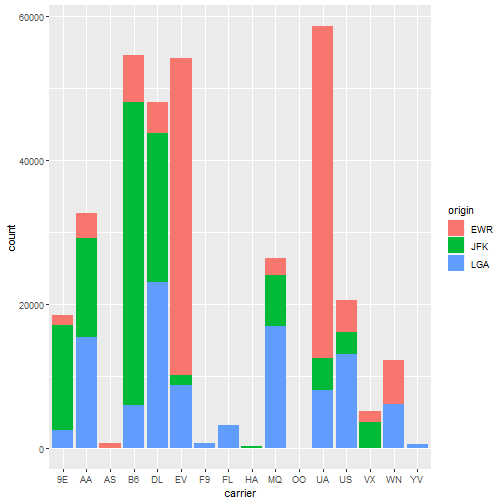 60000
40000
20000
0
count
9E AA AS B6 DL EV F9 FL HA MQ OO UA US VX WN YV
carrier
origin
EWR
JFK
LGA